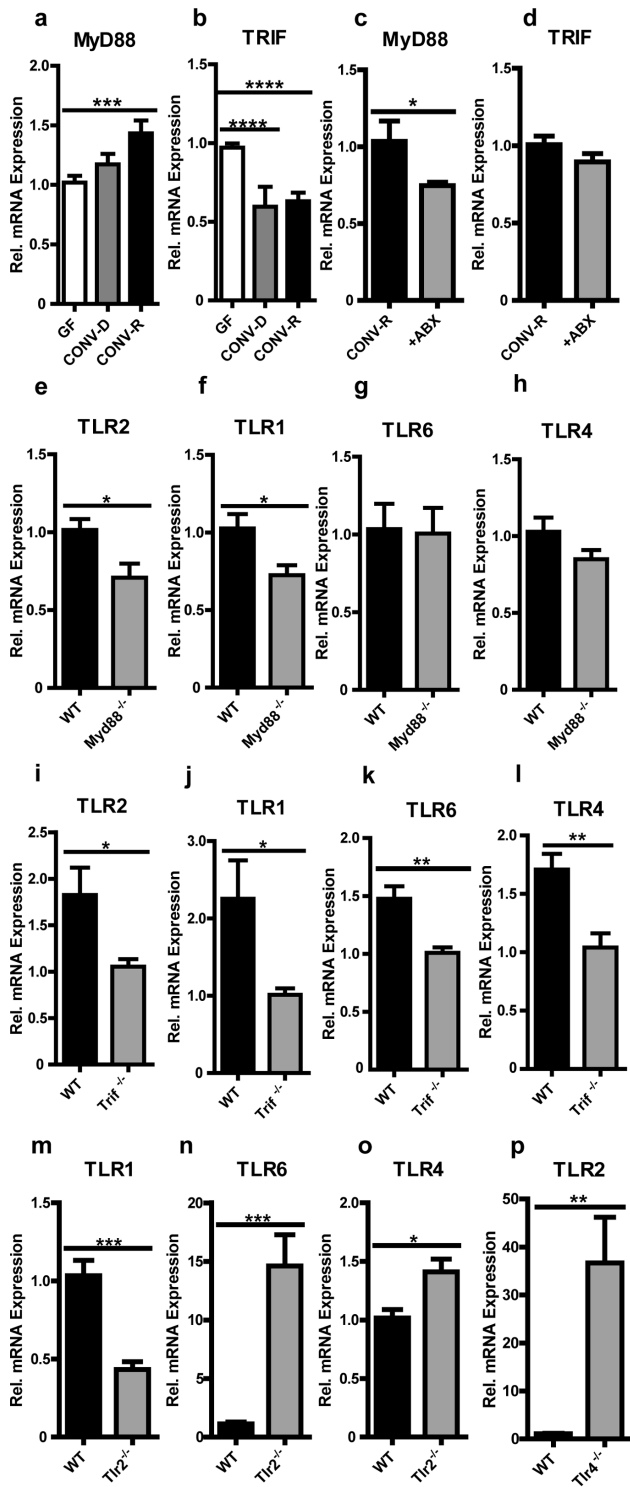 a
MyD88
Rel. mRNA Expression
2.0
1.5
1.0
0.5
0
***
GF
CONV-D
CONV-R
b
TRIF
Rel. mRNA Expression
1.5
1.0
0.5
0
****
****
GF
CONV-D
CONV-R
c
MyD88
Rel. mRNA Expression
1.5
1.0
0.5
0
*
CONV-R
+ABX
d
TRIF
Rel. mRNA Expression
1.5
1.0
0.5
0
CONV-R
+ABX
e
TLR2
Rel. mRNA Expression
1.5
1.0
0.5
0
*
WT
Myd88 -/-
f
TLR1
Rel. mRNA Expression
1.5
1.0
0.5
0
*
WT
Myd88 -/-
g
TLR6
Rel. mRNA Expression
1.5
1.0
0.5
0
WT
Myd88 -/-
h
TLR4
Rel. mRNA Expression
1.5
1.0
0.5
0
WT
Myd88 -/-
i
TLR2
Rel. mRNA Expression
2.5
2.0
1.5
1.0
0.5
0
*
WT
Trif -/-
j
TLR1
Rel. mRNA Expression
3.0
2.0
1.0
0
*
WT
Trif -/-
k
TLR6
Rel. mRNA Expression
2.0
1.5
1.0
0.5
0
**
WT
Trif -/-
l
TLR4
Rel. mRNA Expression
2.0
1.5
1.0
0.5
0
**
WT
Trif -/-
m
TLR1
Rel. mRNA Expression
1.5
1.0
0.5
0
***
WT
Tlr2-/-
n
TLR6
Rel. mRNA Expression
20
15
10
5
0
***
WT
Tlr2-/-
o
TLR4
Rel. mRNA Expression
2.0
1.5
1.0
0.5
0
*
WT
Tlr2-/-
p
TLR2
Rel. mRNA Expression
50
40
30
20
10
0
**
WT
Tlr4 -/-